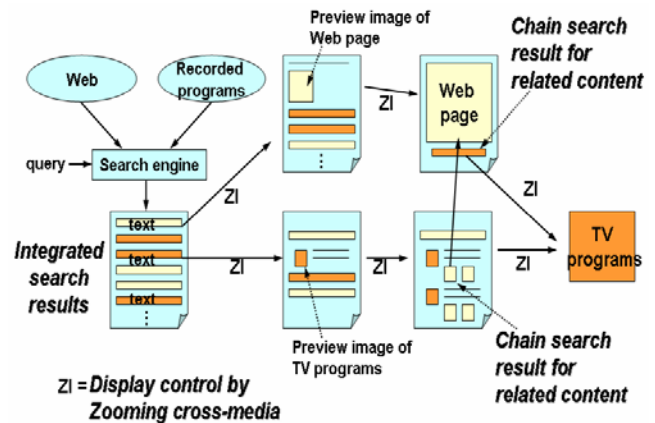 Preview image of
Web page
Chain search
result for
related content
Web
Recorded
programs
ZI
Web
page
query
Search engine
ZI
ZI
text
Integrated
search
results
text
text
ZI
ZI
ZI
TV
programs
Preview image of
TV programs
Chain search
result for
related content
ZI = Display control by
Zooming cross-media